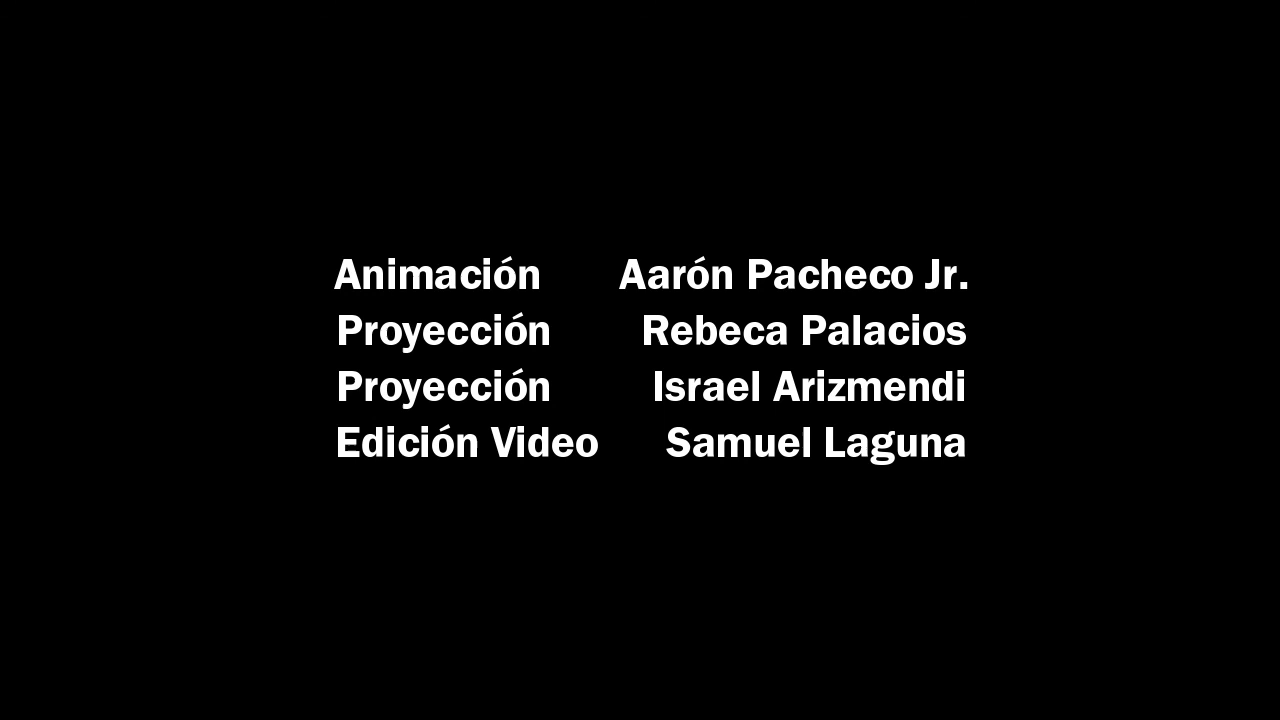 Animación Aarón Pacheco Jr.
Proyección Rebeca Palacios
Proyección Israel Arizmendi
Edición Video Samuel Laguna